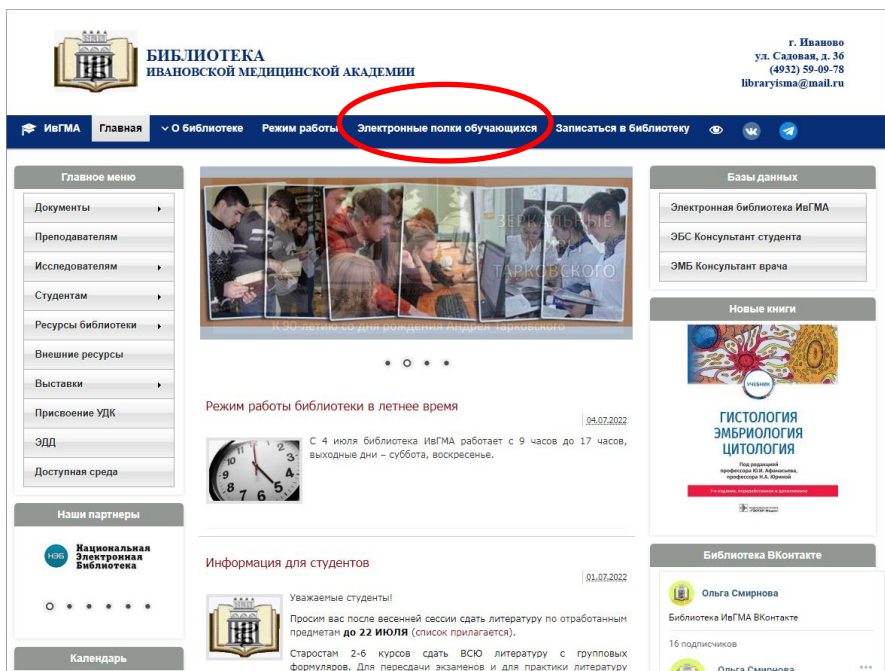 БИБЛИОТЕКА
ИВАНОВСКОЙ МЕДИЦИНСКОЙ АКАДЕМИИ
г. Иваново
ул. Садовая, д. 36
(4932) 59-09-78
libraryisma@mail.ru
ИвГМА Главная О библиотеке Режим работы Электронные полки обучающихся Записаться в библиотеку
Главное меню
Документы
Преподавателям
Исследователям
Студентам
Ресурсы библиотеки
Внешние ресурсы
Выставки
Присвоение УДК
ЭДД
Доступная среда
Наши партнеры
НЭБ
Национальная
Электронная
Библиотека
Календарь
ЗЕРКАЛЬНЫЕ
ТАРКОВСКОГО
К 90-летию со дня рождения Андрея Тарковского
Режим работы библиотеки в летнее время
04.07.2022
С 4 июля библиотека ИвГМА работает с 9 часов до 17 часов,
выходные дни – суббота, воскресенье.
Информация для студентов
01.07.2022
Уважаемые студенты!
Просим вас после весенней сессии сдать литературу по отработанным
предметам до 22 ИЮЛЯ (список прилагается).
Старостам 2-6 курсов сдать ВСЮ литературу с групповых
формуляров. Для пересдачи экзаменов и для практики литературу
Базы данных
Электронная библиотека ИвГМА
ЭБС Консультант студента
ЭМБ Консультант врача
Новые книги
УЧЕБНИК
ГИСТОЛОГИЯ
ЭМБРИОЛОГИЯ
ЦИТОЛОГИЯ
Под редакцией
профессора Ю.И. Афанасьева,
профессора Н.А. Юриной
Библиотека ВКонтакте
Ольга Смирнова
Библиотека ИвГМА ВКонтакте
16 подписчиков
Ольга Смирнова